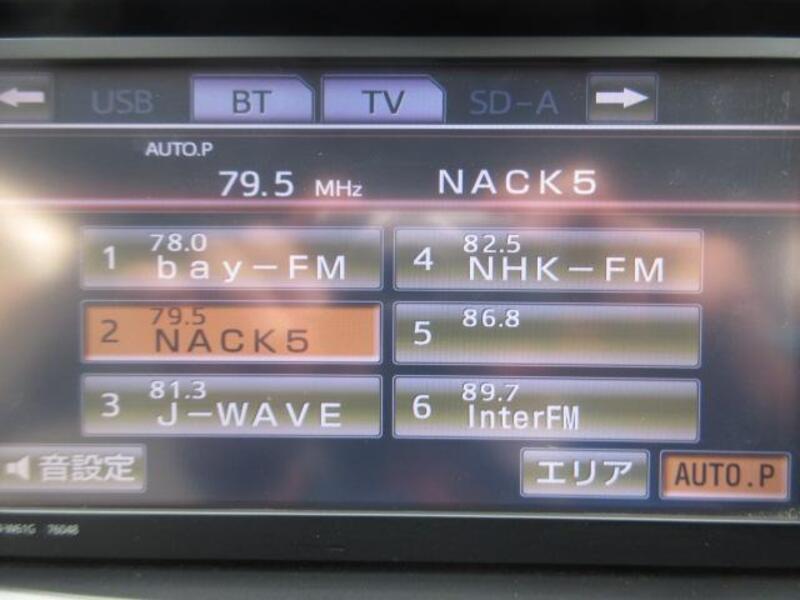 USB BT TV SD-A
AUTO.P
79.5 MHz NACK5
1 78.0 bay-FM
4 82.5 NHK-FM
2 79.5 NACK5
5 86.8
3 81.3 J-WAVE
6 89.7 InterFM
音設定 エリア AUTO.P
76048